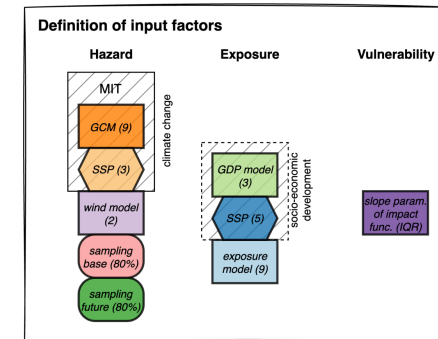 Definition of input factors
Hazard
Exposure
Vulnerability
MIT
GCM (9)
SSP (3)
climate change
wind model
(2)
sampling
base (80%)
sampling
future (80%)
GDP model
(3)
SSP (5)
socio-economic
development
exposure
model (9)
slope param.
of impact
func. (IQR)